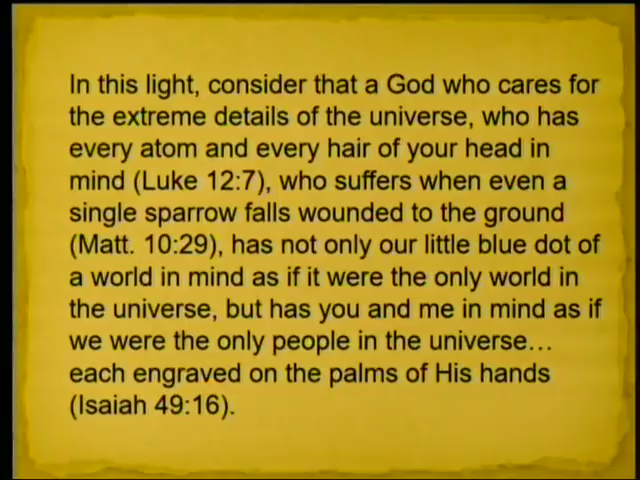 In this light, consider that a God who cares for
the extreme details of the universe, who has
every atom and every hair of your head in
mind (Luke 12:7), who suffers when even a
single sparrow falls wounded to the ground
(Matt. 10:29), has not only our little blue dot of
a world in mind as if it were the only world in
the universe, but has you and me in mind as if
we were the only people in the universe…
each engraved on the palms of His hands
(Isaiah 49:16).